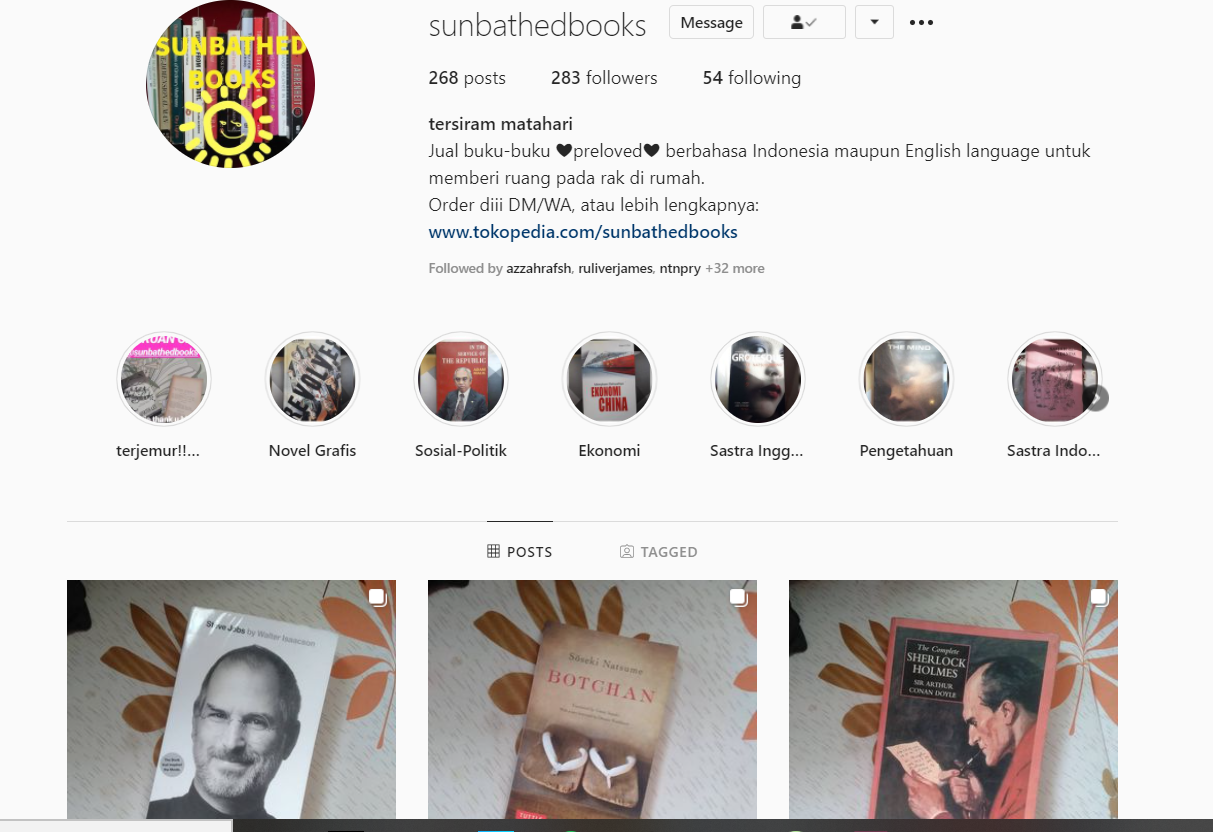 SUNBATHED
BOOKS
sunbathedbooks
Message
268 posts
283 followers
54 following
tersiram matahari
Jual buku-buku ♥preloved♥ berbahasa Indonesia maupun English language untuk
memberi ruang pada rak di rumah.
Order diii DM/WA, atau lebih lengkapnya:
www.tokopedia.com/sunbathedbooks
Followed by azzahrafsh, ruliverjames, ntnpry +32 more
@sunbathedbooks
IN THE
SERVICE OF
THE REPUBLIC
EKONOMI
CHINA
GROTESQUE
THE MIND
terjemur!!...
Novel Grafis
Sosial-Politik
Ekonomi
Sastra Ingg...
Pengetahuan
Sastra Indo...
POSTS
TAGGED
Steve Jobs by Walter Isaacson
Sōseki Natsume
BOTCHAN
TUTTLE
The Complete
SHERLOCK
HOLMES
SIR ARTHUR
CONAN DOYLE